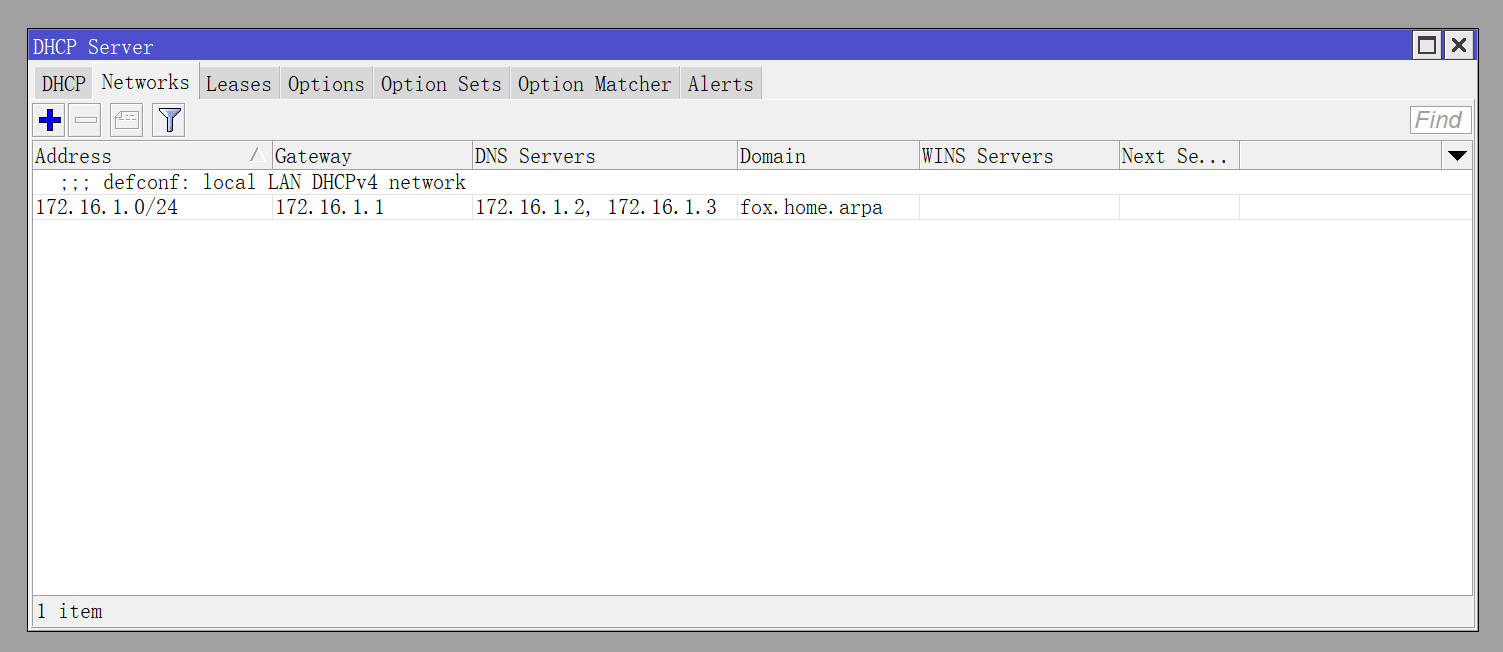 DHCP Server
DHCP Networks Leases Options Option Sets Option Matcher Alerts
Find
Address Gateway DNS Servers Domain WINS Servers Next Se...
;;; defconf: local LAN DHCPv4 network
172.16.1.0/24 172.16.1.1 172.16.1.2, 172.16.1.3 fox.home.arpa
1 item